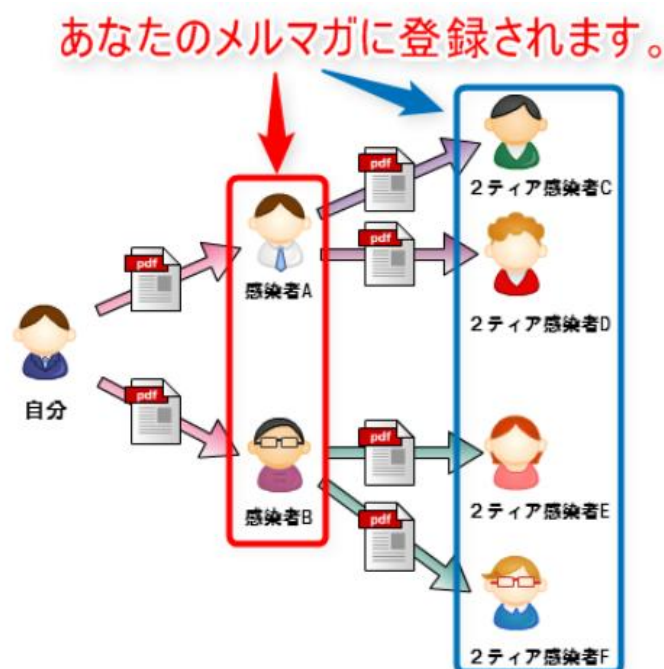 あなたのメルマガに登録されます。
pdf
2ティア感染者C
pdf
pdf
感染者A
2ティア感染者D
自分
pdf
pdf
感染者B
2ティア感染者E
pdf
2ティア感染者F